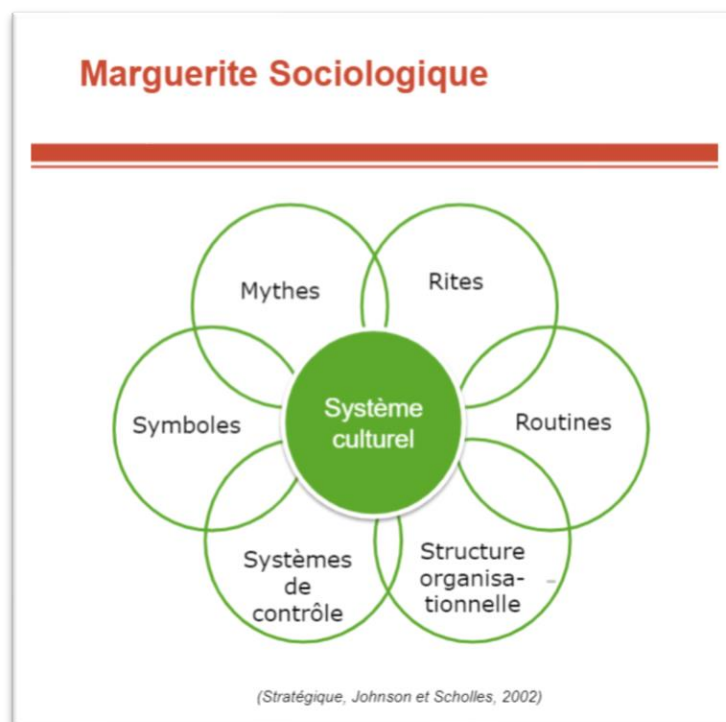 Marguerite Sociologique
Mythes
Rites
Symboles
Système
culturel
Routines
Systèmes
de
contrôle
Structure
organisa-
tionnelle
(Stratégique, Johnson et Scholles, 2002)